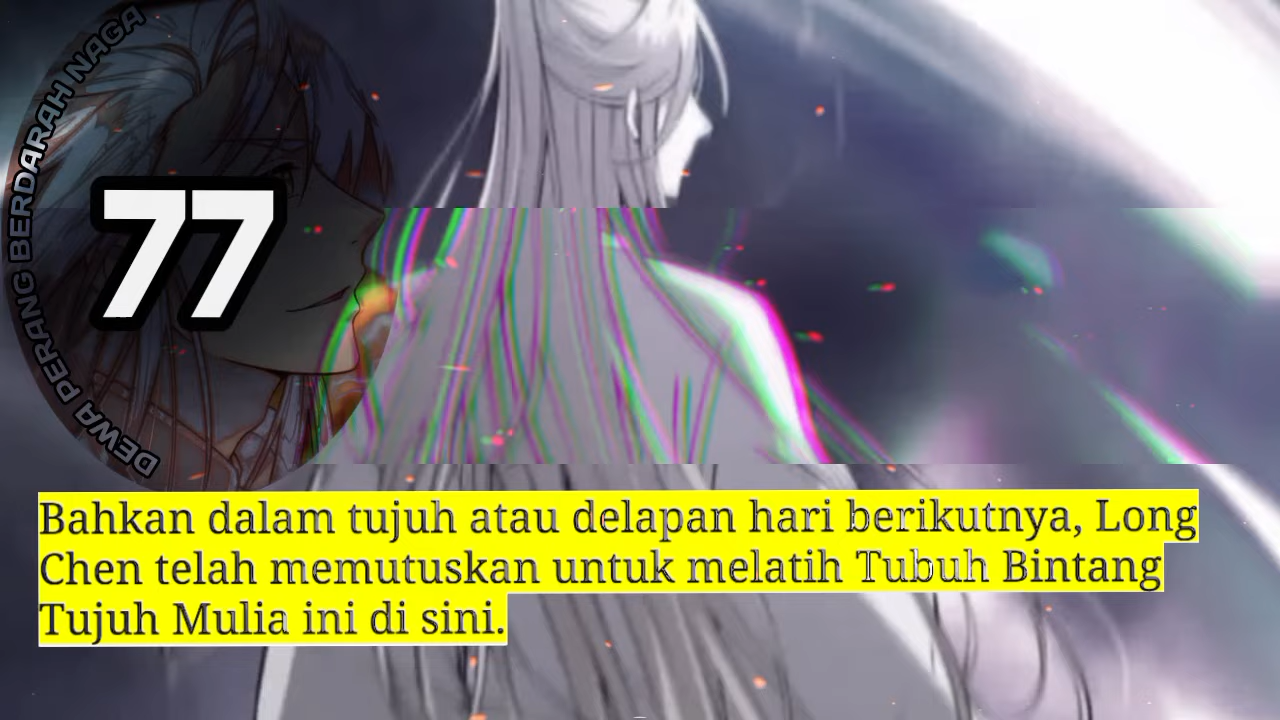 DEWA PERANG BERDARAH NAGA
77
Bahkan dalam tujuh atau delapan hari berikutnya, Long
Chen telah memutuskan untuk melatih Tubuh Bintang
Tujuh Mulia ini di sini.